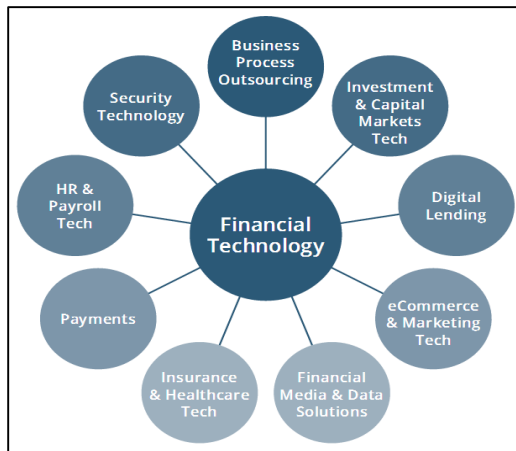 Business
Process
Outsourcing
Investment
& Capital
Markets
Tech
Digital
Lending
eCommerce
& Marketing
Tech
Financial
Media & Data
Solutions
Insurance
& Healthcare
Tech
Payments
HR &
Payroll
Tech
Security
Technology
Financial
Technology